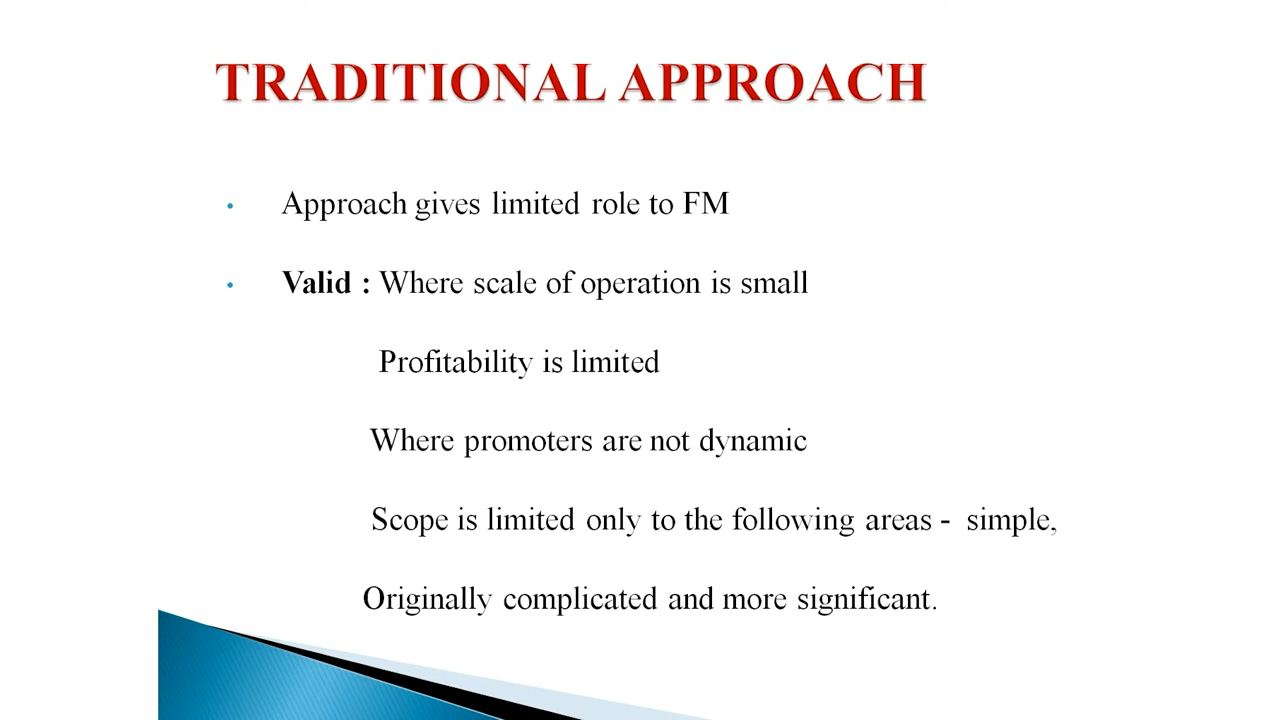 TRADITIONAL APPROACH
• Approach gives limited role to FM
• Valid : Where scale of operation is small
Profitability is limited
Where promoters are not dynamic
Scope is limited only to the following areas - simple,
Originally complicated and more significant.